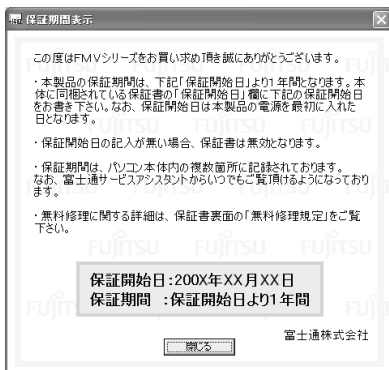 保証期間表示
この度はFMVシリーズをお買い求め頂き誠にありがとうございます。
・本製品の保証期間は、下記「保証開始日」より1年間となります。本
体に同梱されている保証書の「保証開始日」欄に下記の保証開始日
をお書き下さい。なお、保証開始日は本製品の電源を最初に入れた
日となります。
・保証開始日の記入が無い場合、保証書は無効となります。
・保証期間は、パソコン本体内の複数箇所に記録されております。
なお、富士通サービスアシスタントからいつでもご覧頂けるようになっており
ます。
・無料修理に関する詳細は、保証書裏面の「無料修理規定」をご覧
下さい。
保証開始日:200X年XX月XX日
保証期間 :保証開始日より1年間
富士通株式会社
閉じる
FUJITSU FUJITSU